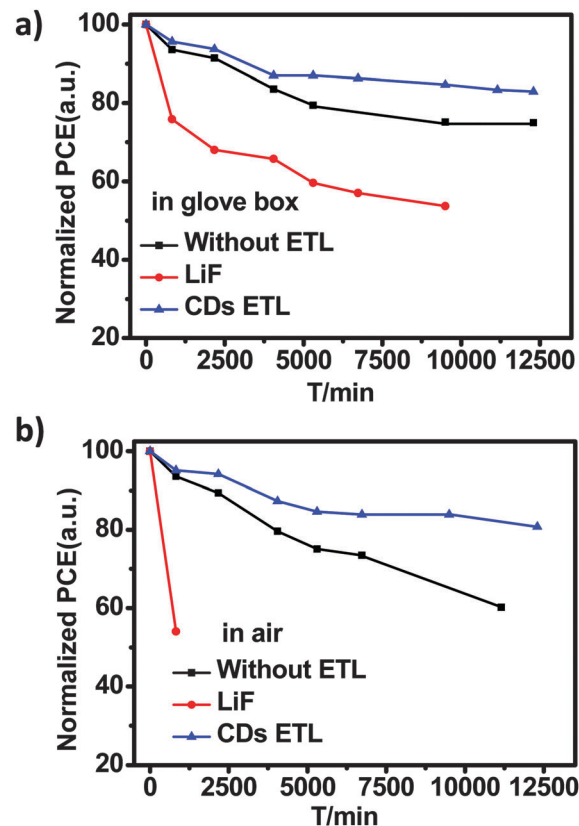 a)
Normalized PCE(a.u.)
100
80
60
40
20
in glove box
Without ETL
LiF
CDs ETL
0 2500 5000 7500 10000 12500
T/min
b)
Normalized PCE(a.u.)
100
80
60
40
20
in air
Without ETL
LiF
CDs ETL
0 2500 5000 7500 10000 12500
T/min